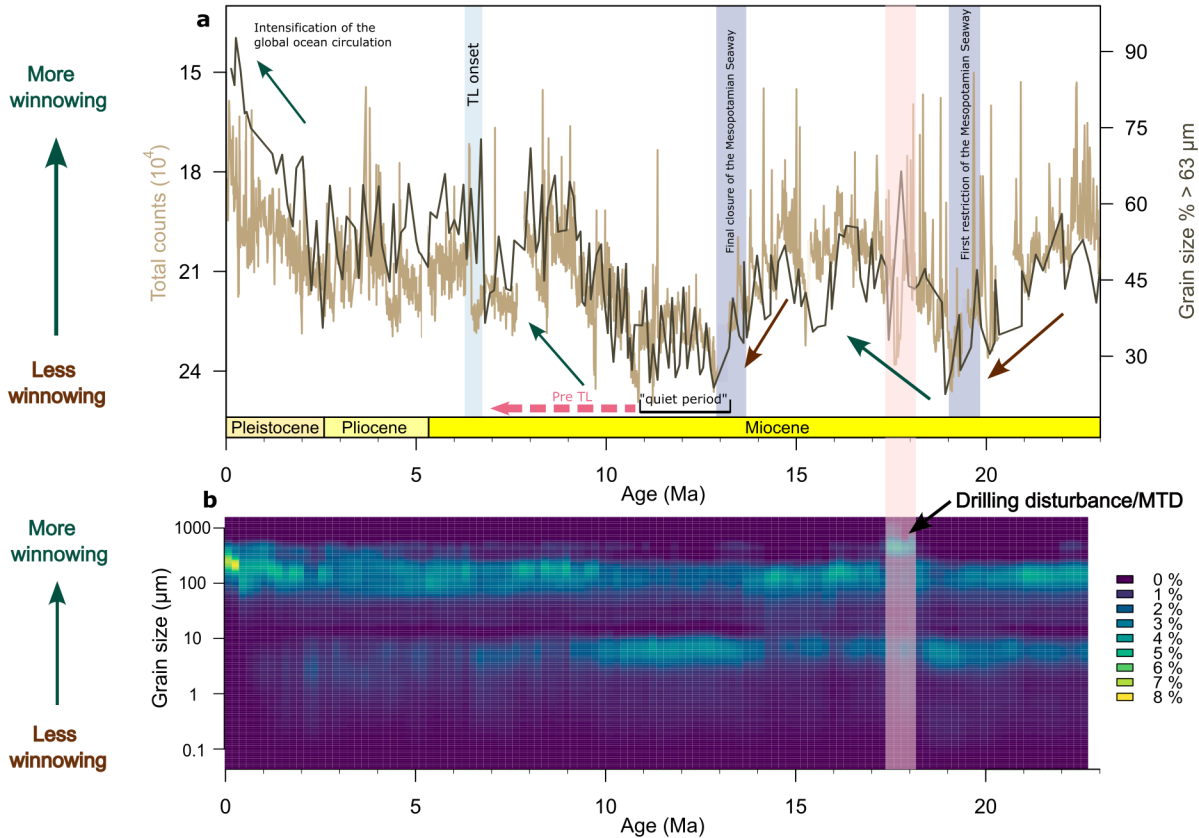 a
Intensification of the
global ocean circulation
TL onset
Final closure of the Mesopotamian Seaway
First restriction of the Mesopotamian Seaway
More
winnowing
Less
winnowing
Total counts (10⁴)
15
18
21
24
90
75
60
45
30
Grain size % > 63 µm
Pre TL
"quiet period"
Pleistocene
Pliocene
Miocene
0
5
10
15
20
Age (Ma)
b
Drilling disturbance/MTD
More
winnowing
Less
winnowing
Grain size (µm)
1000
100
10
1
0.1
0 %
1 %
2 %
3 %
4 %
5 %
6 %
7 %
8 %
0
5
10
15
20
Age (Ma)